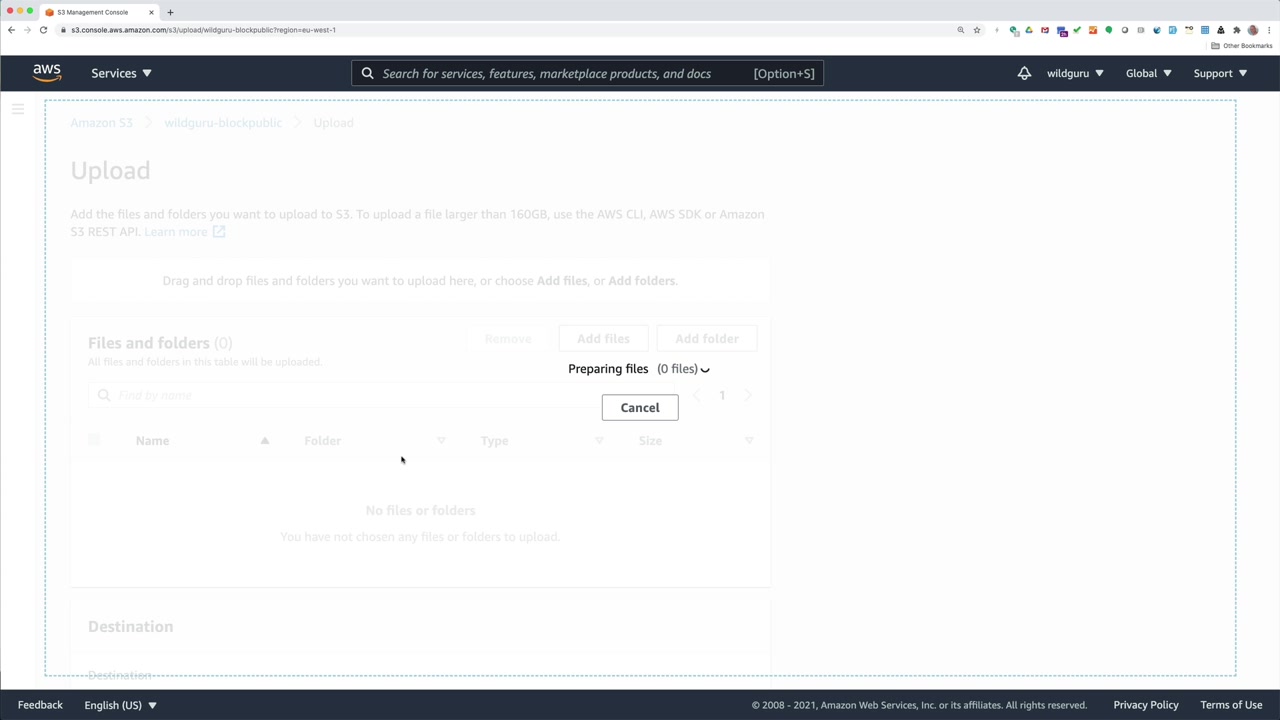 S3 Management Console
s3.console.aws.amazon.com/s3/upload/wildguru-blockpublic?region=eu-west-1
Other Bookmarks
aws
Services
Search for services, features, marketplace products, and docs
[Option+S]
wildguru
Global
Support
Amazon S3
wildguru-blockpublic
Upload
Upload
Add the files and folders you want to upload to S3. To upload a file larger than 160GB, use the AWS CLI, AWS SDK or Amazon
S3 REST API. Learn more
Drag and drop files and folders you want to upload here, or choose Add files, or Add folders.
Files and folders (0)
Remove
Add files
Add folder
All files and folders in this table will be uploaded.
Preparing files (0 files)
Find by name
1
Cancel
Name
Folder
Type
Size
No files or folders
You have not chosen any files or folders to upload.
Destination
Destination
Feedback
English (US)
© 2008 - 2021, Amazon Web Services, Inc. or its affiliates. All rights reserved.
Privacy Policy
Terms of Use